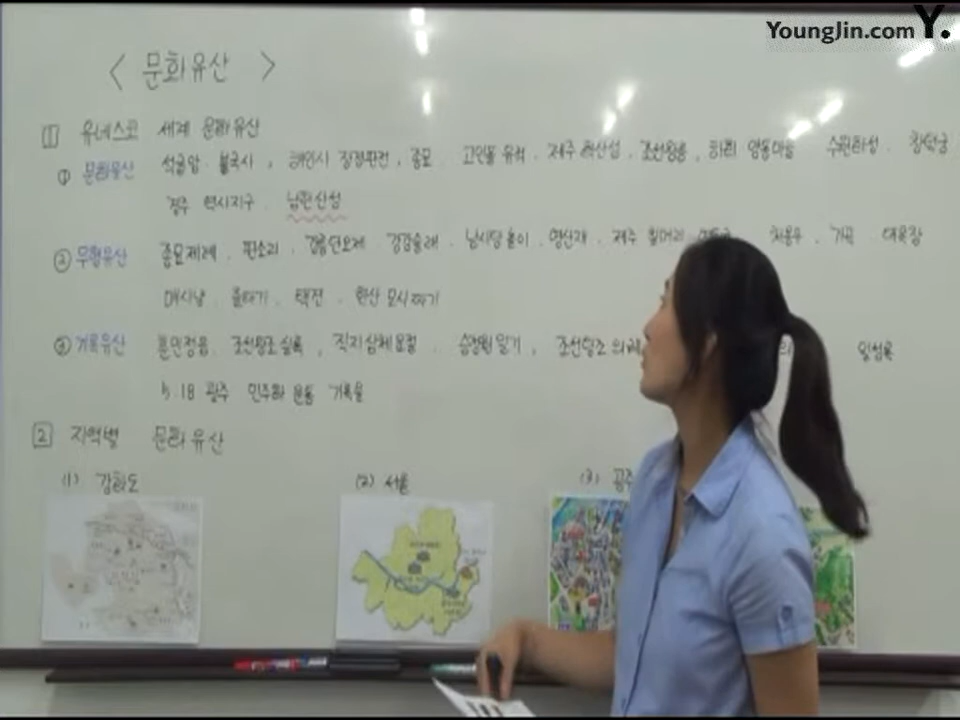 YoungJin.com Y.
< 문화유산 >
1 유네스코 세계 문화유산
① 문화유산 석굴암 · 불국사, 해인사 장경판전, 종묘 · 고인돌 유적 · 제주 화산섬 · 조선왕릉, 하회 양동마을 수원화성 · 창덕궁
경주 역사지구 · 남한산성
② 무형유산 종묘제례 · 판소리 · 강릉단오제 강강술래 · 남사당놀이 · 영산재 · 제주 칠머리 처용무 · 가곡 대목장
매사냥 · 줄타기 · 택견 · 한산 모시짜기
③ 기록유산 훈민정음 · 조선왕조실록, 직지심체요절 · 승정원일기, 조선왕조 의궤 일성록
5.18 광주 민주화 운동 기록물
2 지역별 문화유산
(1) 강화도 (2) 서울 (3) 공주